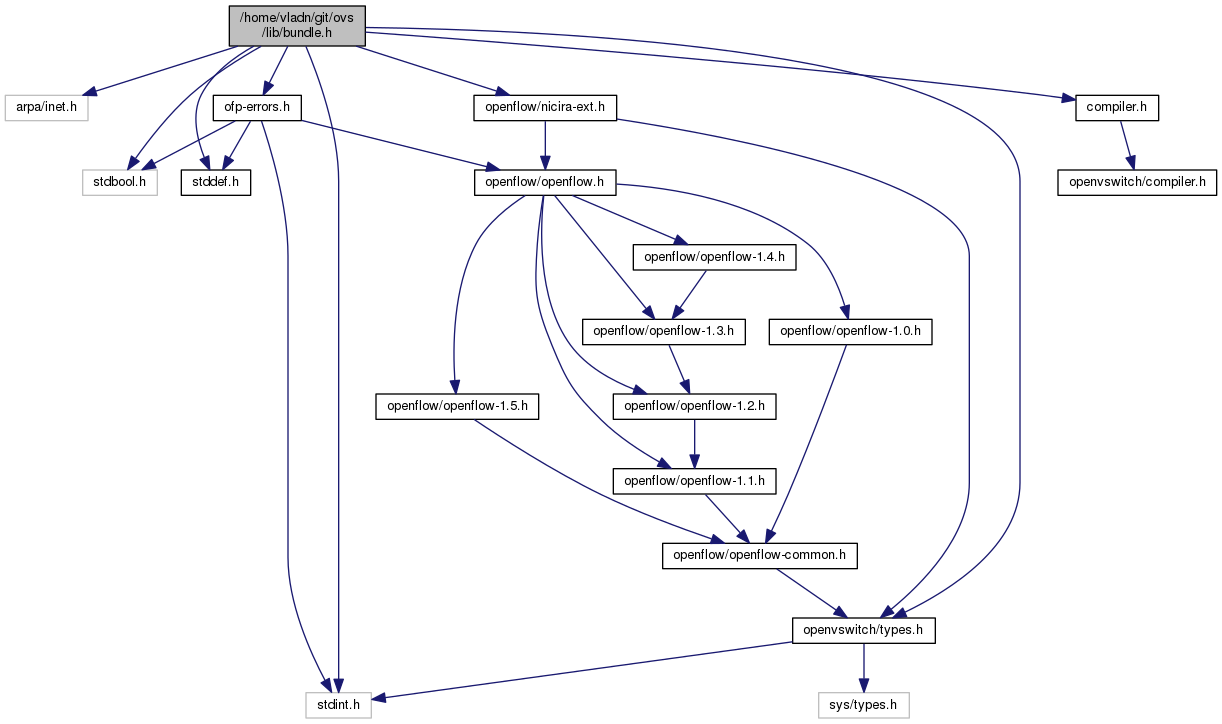 /home/vladn/git/ovs
/lib/bundle.h
arpa/inet.h
ofp-errors.h
openflow/nicira-ext.h
compiler.h
stdbool.h
stddef.h
openflow/openflow.h
openvswitch/compiler.h
openflow/openflow-1.4.h
openflow/openflow-1.3.h
openflow/openflow-1.0.h
openflow/openflow-1.5.h
openflow/openflow-1.2.h
openflow/openflow-1.1.h
openflow/openflow-common.h
openvswitch/types.h
stdint.h
sys/types.h